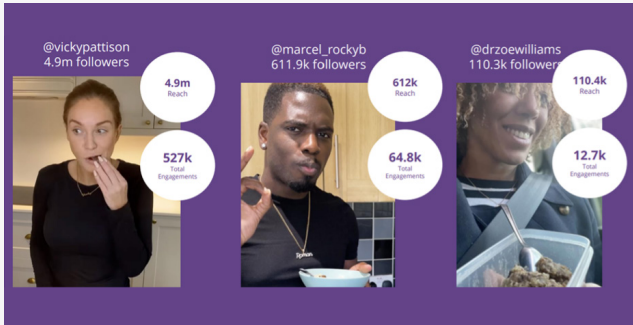 @vickypattison
4.9m followers
4.9m
Reach
527k
Total
Engagements
@marcel_rockyb
611.9k followers
612k
Reach
64.8k
Total
Engagements
@drzoewilliams
110.3k followers
110.4k
Reach
12.7k
Total
Engagements